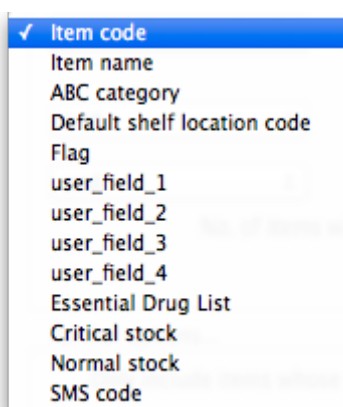 ✓ Item code
Item name
ABC category
Default shelf location code
Flag
user_field_1
user_field_2
user_field_3
user_field_4
Essential Drug List
Critical stock
Normal stock
SMS code